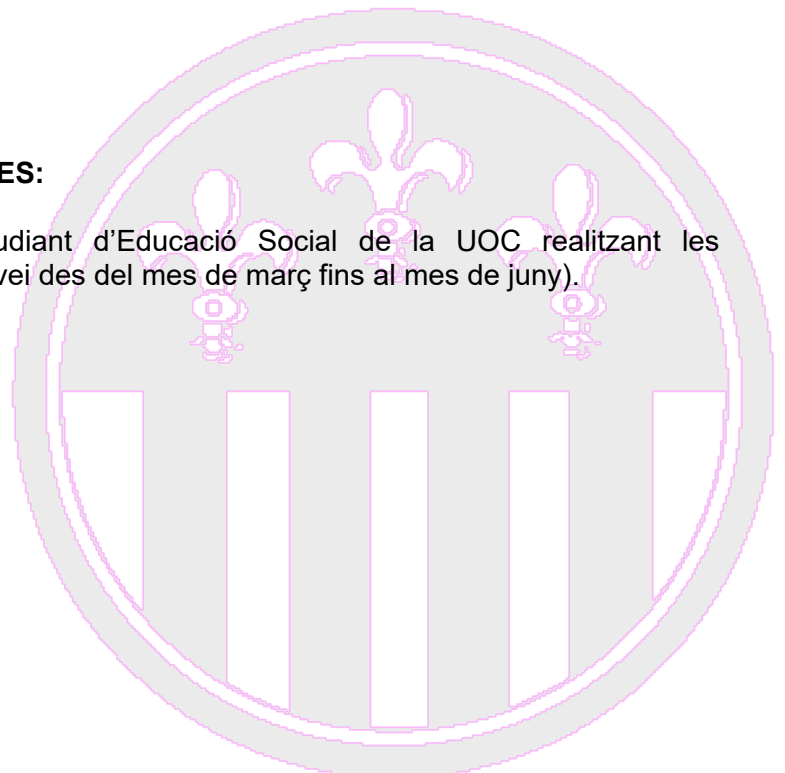 ES:
udiant d’Educació Social de la UOC realitzant les
vei des del mes de març fins al mes de juny).